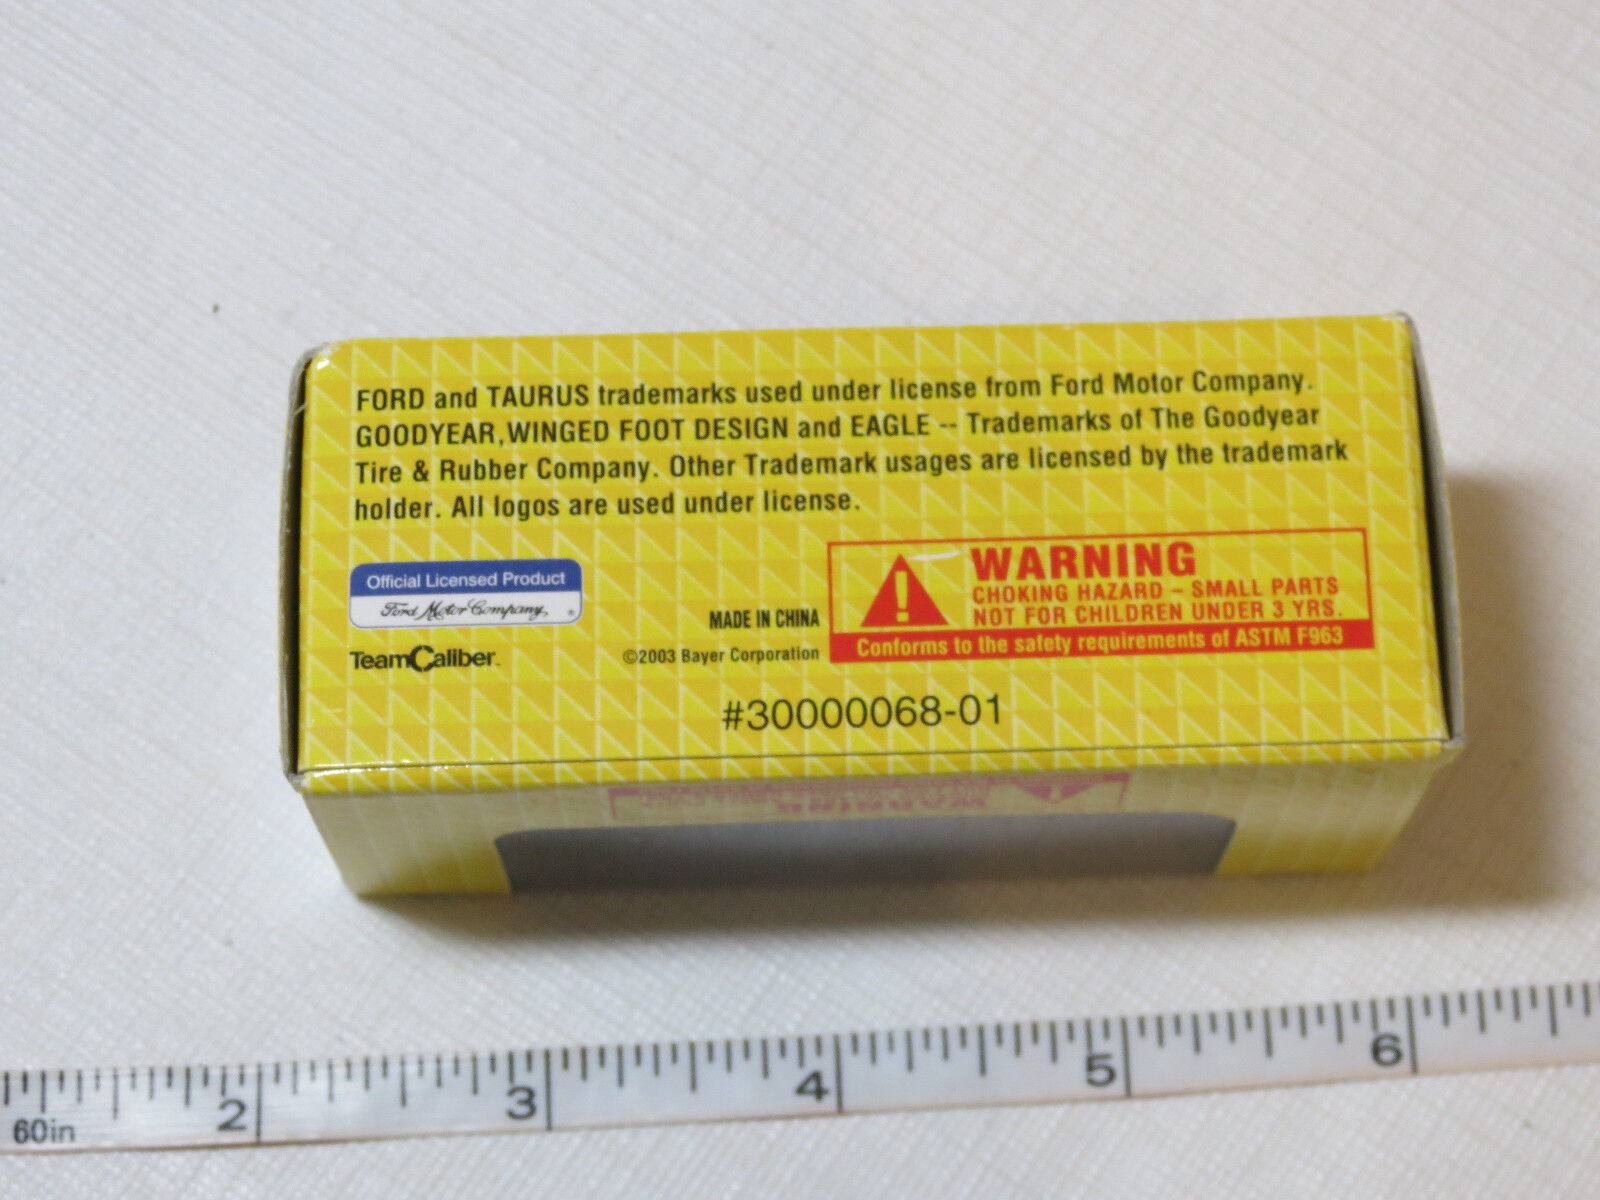 FORD and TAURUS trademarks used under license from Ford Motor Company.
GOODYEAR, WINGED FOOT DESIGN and EAGLE -- Trademarks of The Goodyear
Tire & Rubber Company. Other Trademark usages are licensed by the trademark
holder. All logos are used under license.
Official Licensed Product
Ford Motor Company ®
TeamCaliber™
MADE IN CHINA
©2003 Bayer Corporation
WARNING
CHOKING HAZARD - SMALL PARTS
NOT FOR CHILDREN UNDER 3 YRS.
Conforms to the safety requirements of ASTM F963
#30000068-01
WARNING
2 3 4 5 6
60in